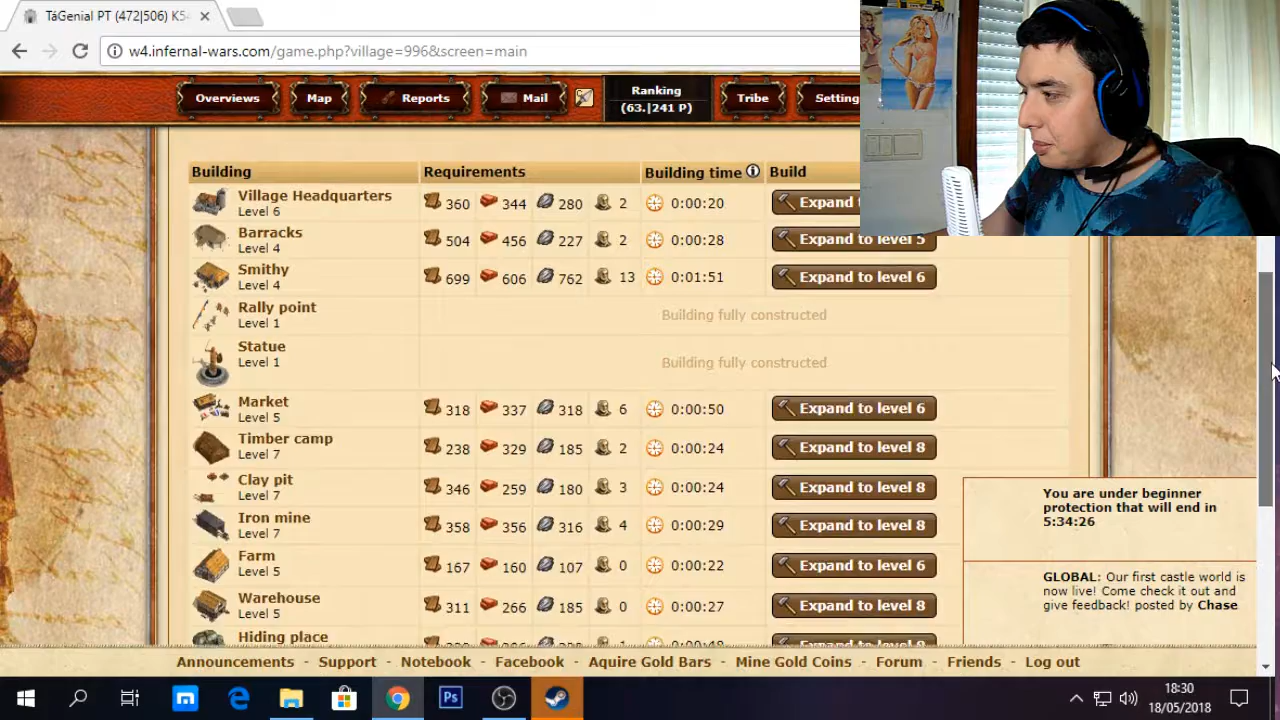 TáGenial PT (472|506) K54
w4.infernal-wars.com/game.php?village=996&screen=main
Overviews Map Reports Mail Ranking (63.|241 P) Tribe Setting
Building Requirements Building time Build
Village Headquarters 360 344 280 2 0:00:20 Expand
Level 6
Barracks 504 456 227 2 0:00:28 Expand to level 5
Level 4
Smithy 699 606 762 13 0:01:51 Expand to level 6
Level 4
Rally point
Level 1
Building fully constructed
Statue
Level 1
Building fully constructed
Market 318 337 318 6 0:00:50 Expand to level 6
Level 5
Timber camp 238 329 185 2 0:00:24 Expand to level 8
Level 7
Clay pit 346 259 180 3 0:00:24 Expand to level 8
Level 7
Iron mine 358 356 316 4 0:00:29 Expand to level 8
Level 7
Farm 167 160 107 0 0:00:22 Expand to level 6
Level 5
Warehouse 311 266 185 0 0:00:27 Expand to level 8
Level 5
Hiding place
You are under beginner
protection that will end in
5:34:26
GLOBAL: Our first castle world is
now live! Come check it out and
give feedback! posted by Chase
Announcements - Support - Notebook - Facebook - Aquire Gold Bars - Mine Gold Coins - Forum - Friends - Log out
18:30
18/05/2018